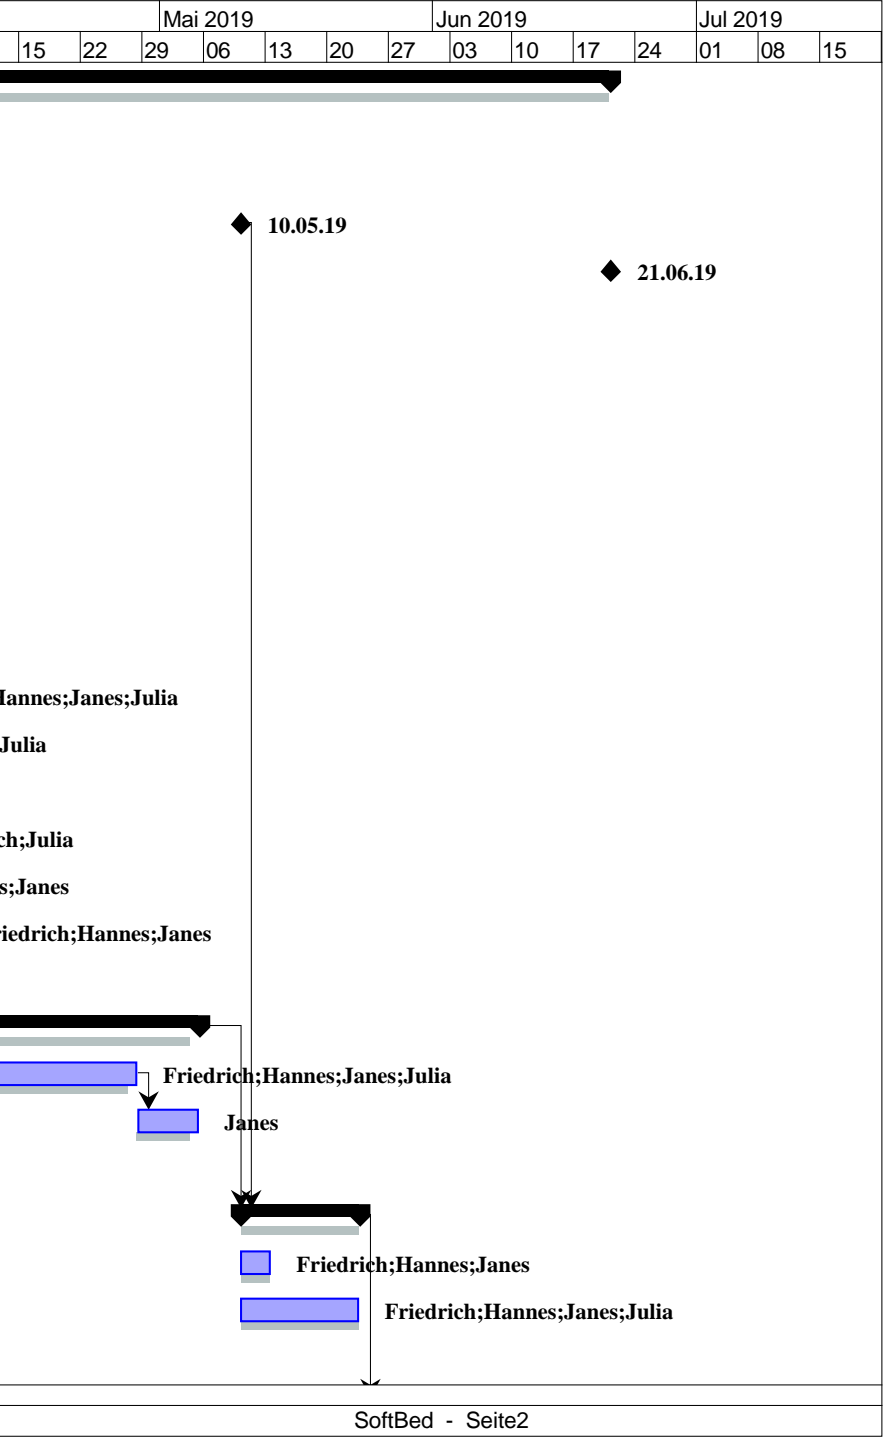 Mai 2019 Jun 2019 Jul 2019
15 22 29 06 13 20 27 03 10 17 24 01 08 15
10.05.19
21.06.19
Hannes;Janes;Julia
Julia
ch;Julia
s;Janes
riedrich;Hannes;Janes
Friedrich;Hannes;Janes;Julia
Janes
Friedrich;Hannes;Janes
Friedrich;Hannes;Janes;Julia
SoftBed - Seite2